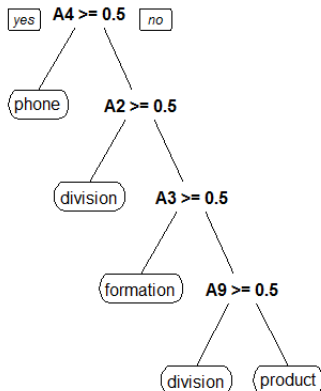 yes A4 >= 0.5 no
phone A2 >= 0.5
division A3 >= 0.5
formation A9 >= 0.5
division product